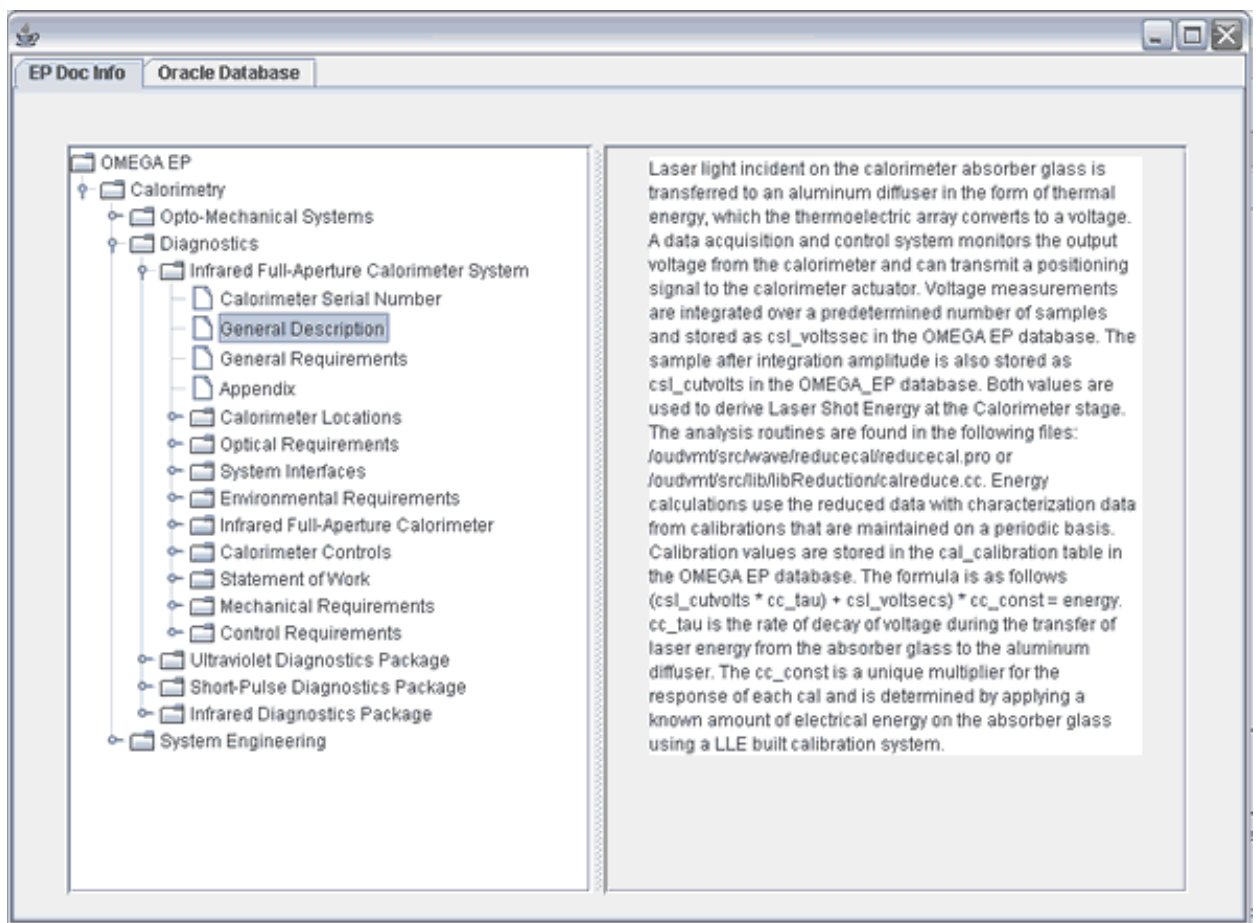 EP Doc Info
Oracle Database
OMEGA EP
Calorimetry
Opto-Mechanical Systems
Diagnostics
Infrared Full-Aperture Calorimeter System
Calorimeter Serial Number
General Description
General Requirements
Appendix
Calorimeter Locations
Optical Requirements
System Interfaces
Environmental Requirements
Infrared Full-Aperture Calorimeter
Calorimeter Controls
Statement of Work
Mechanical Requirements
Control Requirements
Ultraviolet Diagnostics Package
Short-Pulse Diagnostics Package
Infrared Diagnostics Package
System Engineering
Laser light incident on the calorimeter absorber glass is
transferred to an aluminum diffuser in the form of thermal
energy, which the thermoelectric array converts to a voltage.
A data acquisition and control system monitors the output
voltage from the calorimeter and can transmit a positioning
signal to the calorimeter actuator. Voltage measurements
are integrated over a predetermined number of samples
and stored as csl_voltssec in the OMEGA EP database. The
sample after integration amplitude is also stored as
csl_cutvolts in the OMEGA_EP database. Both values are
used to derive Laser Shot Energy at the Calorimeter stage.
The analysis routines are found in the following files:
/oudvmt/src/wave/reducecal/reducecal.pro or
/oudvmt/src/lib/libReduction/calreduce.cc. Energy
calculations use the reduced data with characterization data
from calibrations that are maintained on a periodic basis.
Calibration values are stored in the cal_calibration table in
the OMEGA EP database. The formula is as follows
(csl_cutvolts * cc_tau) + csl_voltsecs) * cc_const = energy.
cc_tau is the rate of decay of voltage during the transfer of
laser energy from the absorber glass to the aluminum
diffuser. The cc_const is a unique multiplier for the
response of each cal and is determined by applying a
known amount of electrical energy on the absorber glass
using a LLE built calibration system.